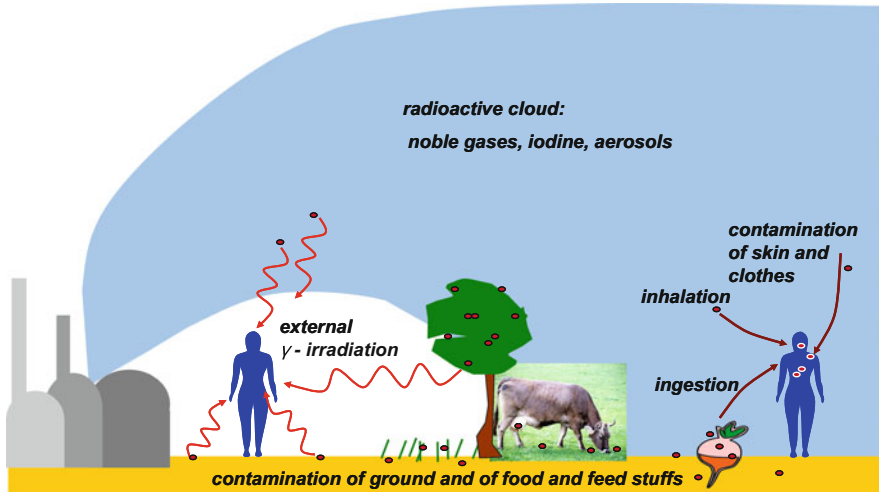 radioactive cloud:
noble gases, iodine, aerosols
contamination
of skin and
clothes
inhalation
external
γ - irradiation
ingestion
contamination of ground and of food and feed stuffs